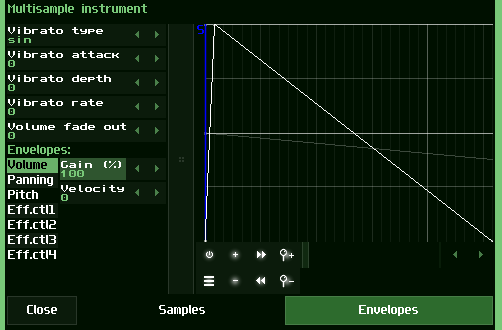 Multisample instrument
Vibrato type
sin
Vibrato attack
0
Vibrato depth
0
Vibrato rate
0
Volume fade out
0
Envelopes:
Volume
Gain (%)
100
Panning
Velocity
0
Pitch
Eff.ctl1
Eff.ctl2
Eff.ctl3
Eff.ctl4
S
Close
Samples
Envelopes